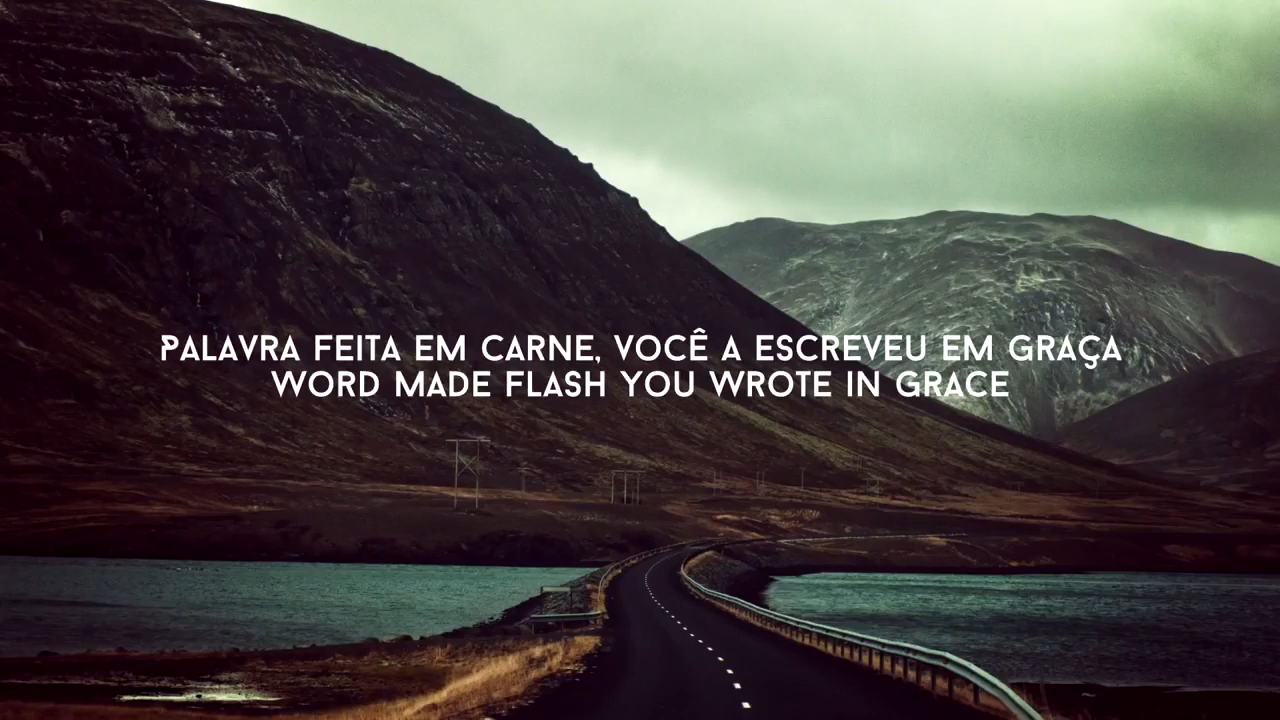 PALAVRA FEITA EM CARNE, VOCÊ A ESCREVEU EM GRAÇA
WORD MADE FLASH YOU WROTE IN GRACE